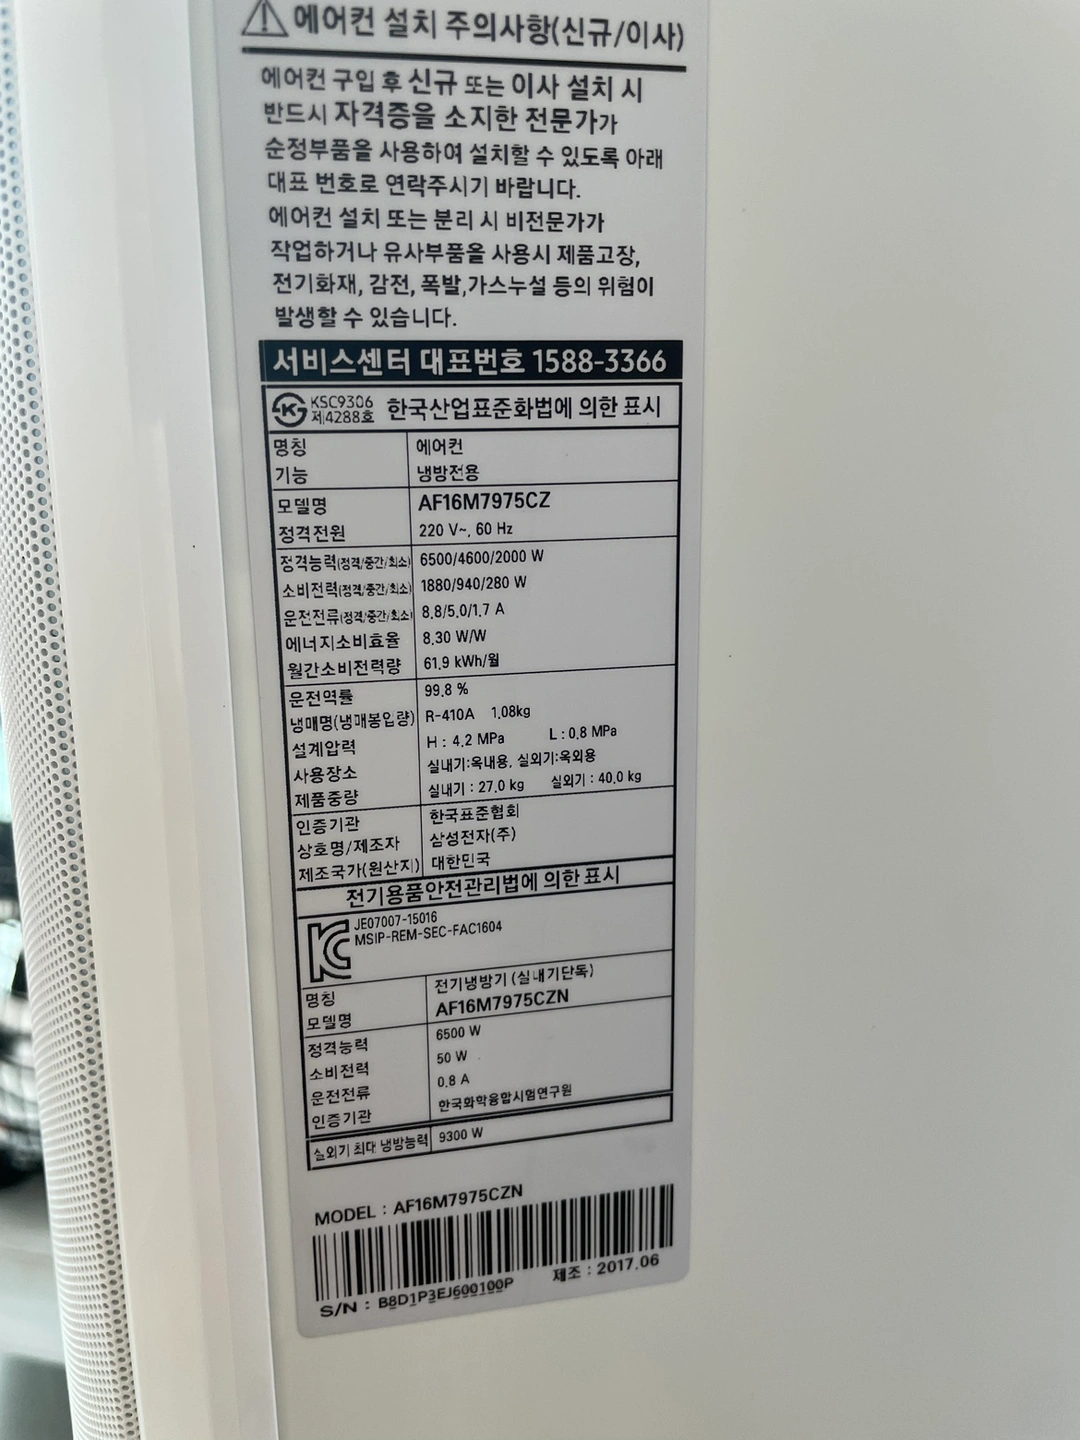 ⚠에어컨 설치 주의사항(신규/이사)
에어컨 구입 후 신규 또는 이사 설치 시
반드시 자격증을 소지한 전문가가
순정부품을 사용하여 설치할 수 있도록 아래
대표 번호로 연락주시기 바랍니다.
에어컨 설치 또는 분리 시 비전문가가
작업하거나 유사부품을 사용시 제품고장,
전기화재, 감전, 폭발,가스누설 등의 위험이
발생할 수 있습니다.
서비스센터 대표번호 1588-3366
KSC9306
제4288호
한국산업표준화법에 의한 표시
명칭 에어컨
기능 냉방전용
모델명 AF16M7975CZ
정격전원 220 V~, 60 Hz
정격능력(정격/중간/최소) 6500/4600/2000 W
소비전력(정격/중간/최소) 1880/940/280 W
운전전류(정격/중간/최소) 8.8/5.0/1.7 A
에너지소비효율 8.30 W/W
월간소비전력량 61.9 kWh/월
운전역률 99.8 %
냉매명(냉매봉입량) R-410A 1.08kg
설계압력 H : 4.2 MPa L : 0.8 MPa
사용장소 실내기:옥내용, 실외기:옥외용
제품중량 실내기 : 27.0 kg 실외기 : 40.0 kg
인증기관 한국표준협회
상호명/제조자 삼성전자(주)
제조국가(원산지) 대한민국
전기용품안전관리법에 의한 표시
JE07007-15016
MSIP-REM-SEC-FAC1604
명칭 전기냉방기 (실내기단독)
모델명 AF16M7975CZN
정격능력 6500 W
소비전력 50 W
운전전류 0.8 A
인증기관 한국화학융합시험연구원
실외기 최대 냉방능력 9300 W
MODEL : AF16M7975CZN
S/N : B8D1P3EJ600100P 제조 : 2017.06